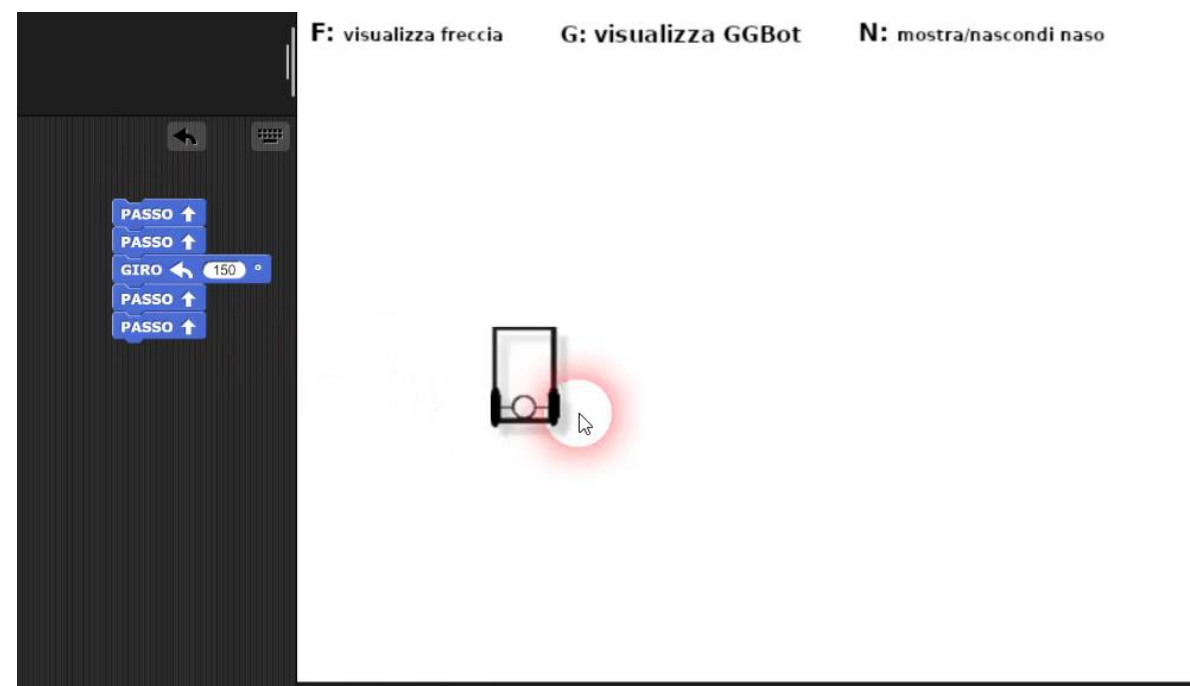 F: visualizza freccia G: visualizza GGBot N: mostra/nascondi naso
PASSO
PASSO
GIRO 150 °
PASSO
PASSO